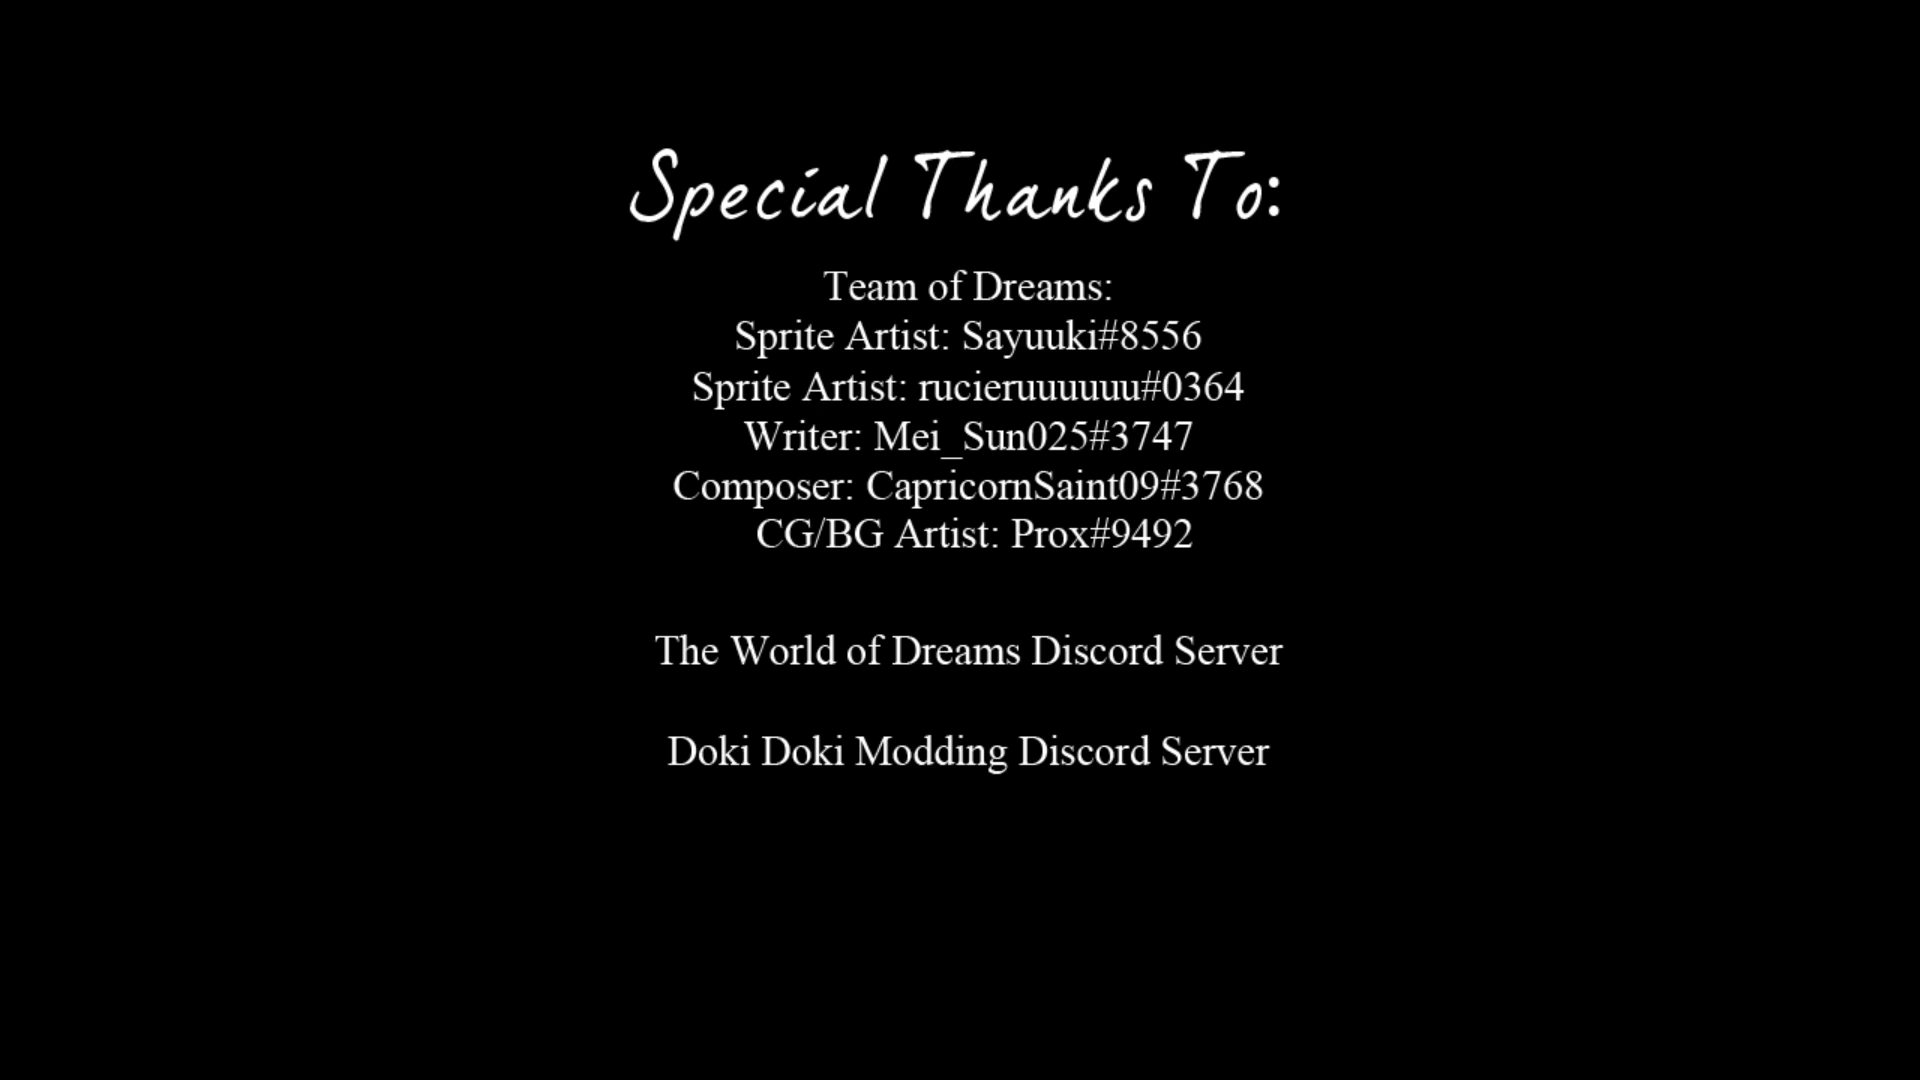 Special Thanks To:
Team of Dreams:
Sprite Artist: Sayuuki#8556
Sprite Artist: rucieruuuuuu#0364
Writer: Mei_Sun025#3747
Composer: CapricornSaint09#3768
CG/BG Artist: Prox#9492
The World of Dreams Discord Server
Doki Doki Modding Discord Server